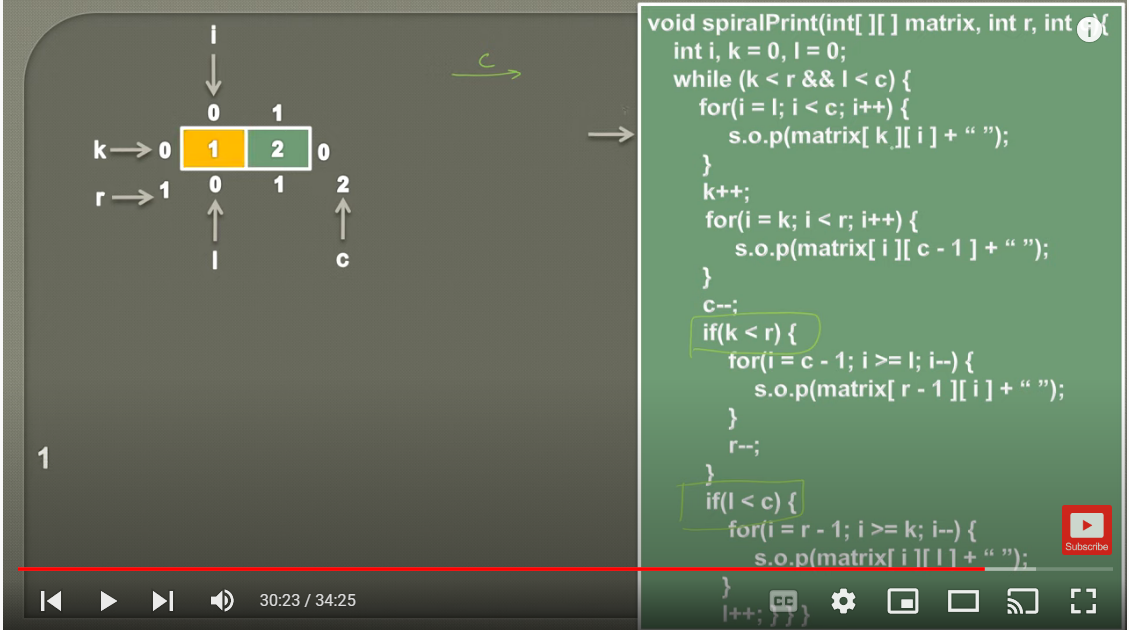 i
c
0 1
k 0 1 2 0
r 1 0 1 2
l c
1
void spiralPrint(int[ ][ ] matrix, int r, int
int i, k = 0, l = 0;
while (k < r && l < c) {
for(i = l; i < c; i++) {
s.o.p(matrix[ k ][ i ] + “ ”);
}
k++;
for(i = k; i < r; i++) {
s.o.p(matrix[ i ][ c - 1 ] + “ ”);
}
c--;
if(k < r) {
for(i = c - 1; i >= l; i--) {
s.o.p(matrix[ r - 1 ][ i ] + “ ”);
}
r--;
}
if(l < c) {
for(i = r - 1; i >= k; i--) {
s.o.p(matrix[ i ][ l ] + “ ”);
}
l++; } } }
Subscribe
30:23 / 34:25
CC